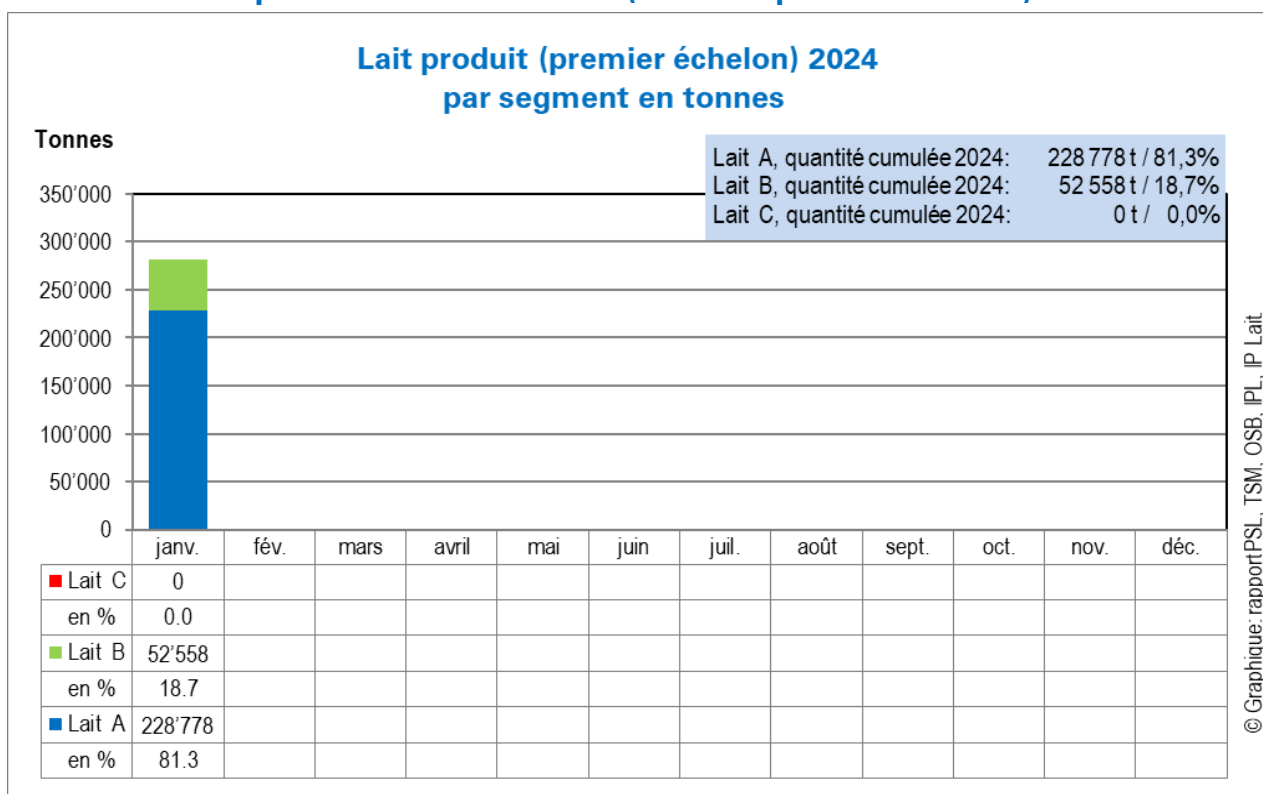 Lait produit (premier échelon) 2024
par segment en tonnes
Tonnes
Lait A, quantité cumulée 2024: 228 778 t / 81,3%
Lait B, quantité cumulée 2024: 52 558 t / 18,7%
Lait C, quantité cumulée 2024: 0 t / 0,0%
350'000
300'000
250'000
200'000
150'000
100'000
50'000
0
janv. fév. mars avril mai juin juil. août sept. oct. nov. déc.
Lait C 0
en % 0.0
Lait B 52'558
en % 18.7
Lait A 228'778
en % 81.3
© Graphique: rapport PSL, TSM, OSB, IPL, IP Lait